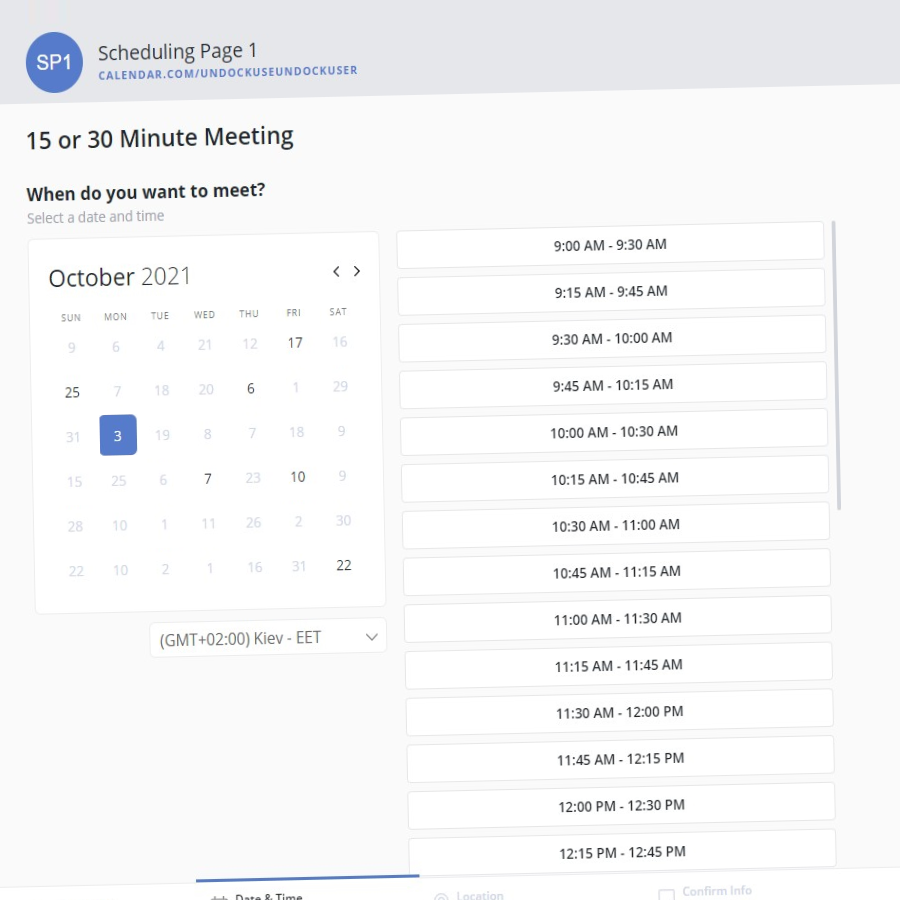 SP1
Scheduling Page 1
CALENDAR.COM/UNDOCKUSEUNDOCKUSER
15 or 30 Minute Meeting
When do you want to meet?
Select a date and time
October 2021
SUN MON TUE WED THU FRI SAT
9 6 4 21 12 17 16
25 7 18 20 6 1 29
31 3 19 8 7 18 9
15 25 6 7 23 10 9
28 10 1 11 26 2 30
22 10 2 1 16 31 22
(GMT+02:00) Kiev - EET
9:00 AM - 9:30 AM
9:15 AM - 9:45 AM
9:30 AM - 10:00 AM
9:45 AM - 10:15 AM
10:00 AM - 10:30 AM
10:15 AM - 10:45 AM
10:30 AM - 11:00 AM
10:45 AM - 11:15 AM
11:00 AM - 11:30 AM
11:15 AM - 11:45 AM
11:30 AM - 12:00 PM
11:45 AM - 12:15 PM
12:00 PM - 12:30 PM
12:15 PM - 12:45 PM
Date & Time
Location
Confirm Info